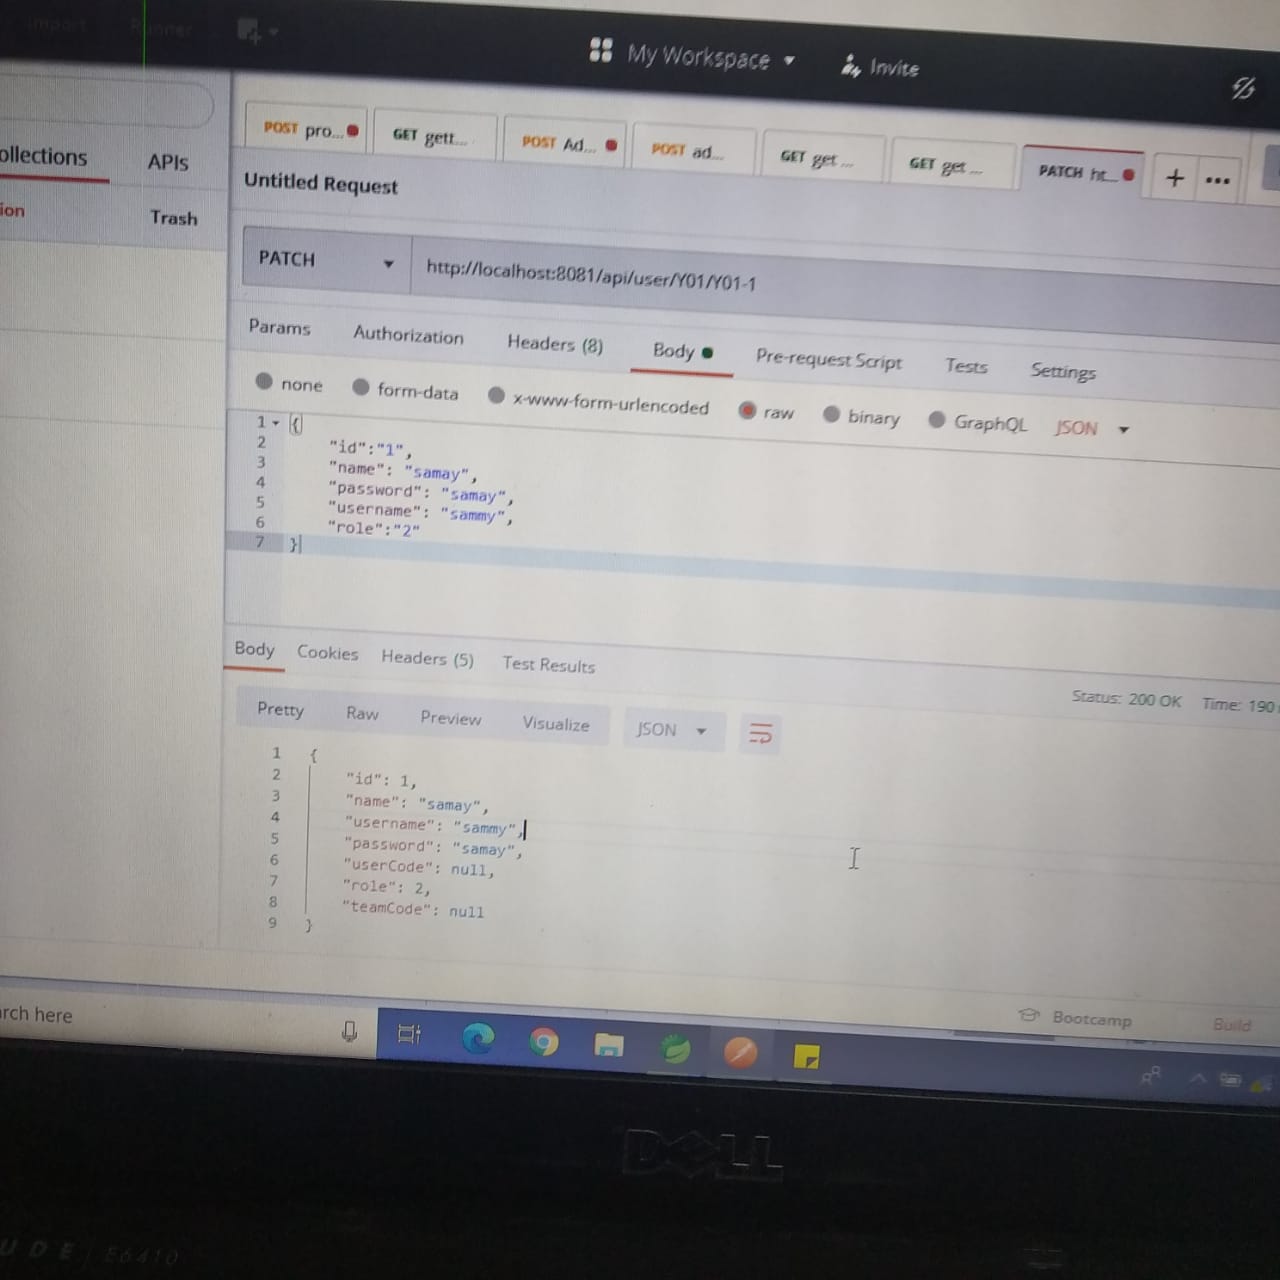 Import Runner
My Workspace Invite
ollections APIs
ion Trash
POST pro... GET gett... POST Ad... POST ad... GET get ... GET get ... PATCH ht... + •••
Untitled Request
PATCH http://localhost:8081/api/user/Y01/Y01-1
Params Authorization Headers (8) Body Pre-request Script Tests Settings
none form-data x-www-form-urlencoded raw binary GraphQL JSON
1 {
2 "id":"1",
3 "name": "samay",
4 "password": "samay",
5 "username": "sammy",
6 "role":"2"
7 }
Body Cookies Headers (5) Test Results
Status: 200 OK Time: 190
Pretty Raw Preview Visualize JSON
1 {
2 "id": 1,
3 "name": "samay",
4 "username": "sammy",
5 "password": "samay",
6 "userCode": null,
7 "role": 2,
8 "teamCode": null
9 }
Bootcamp Build
rch here
DELL
UDE E6410